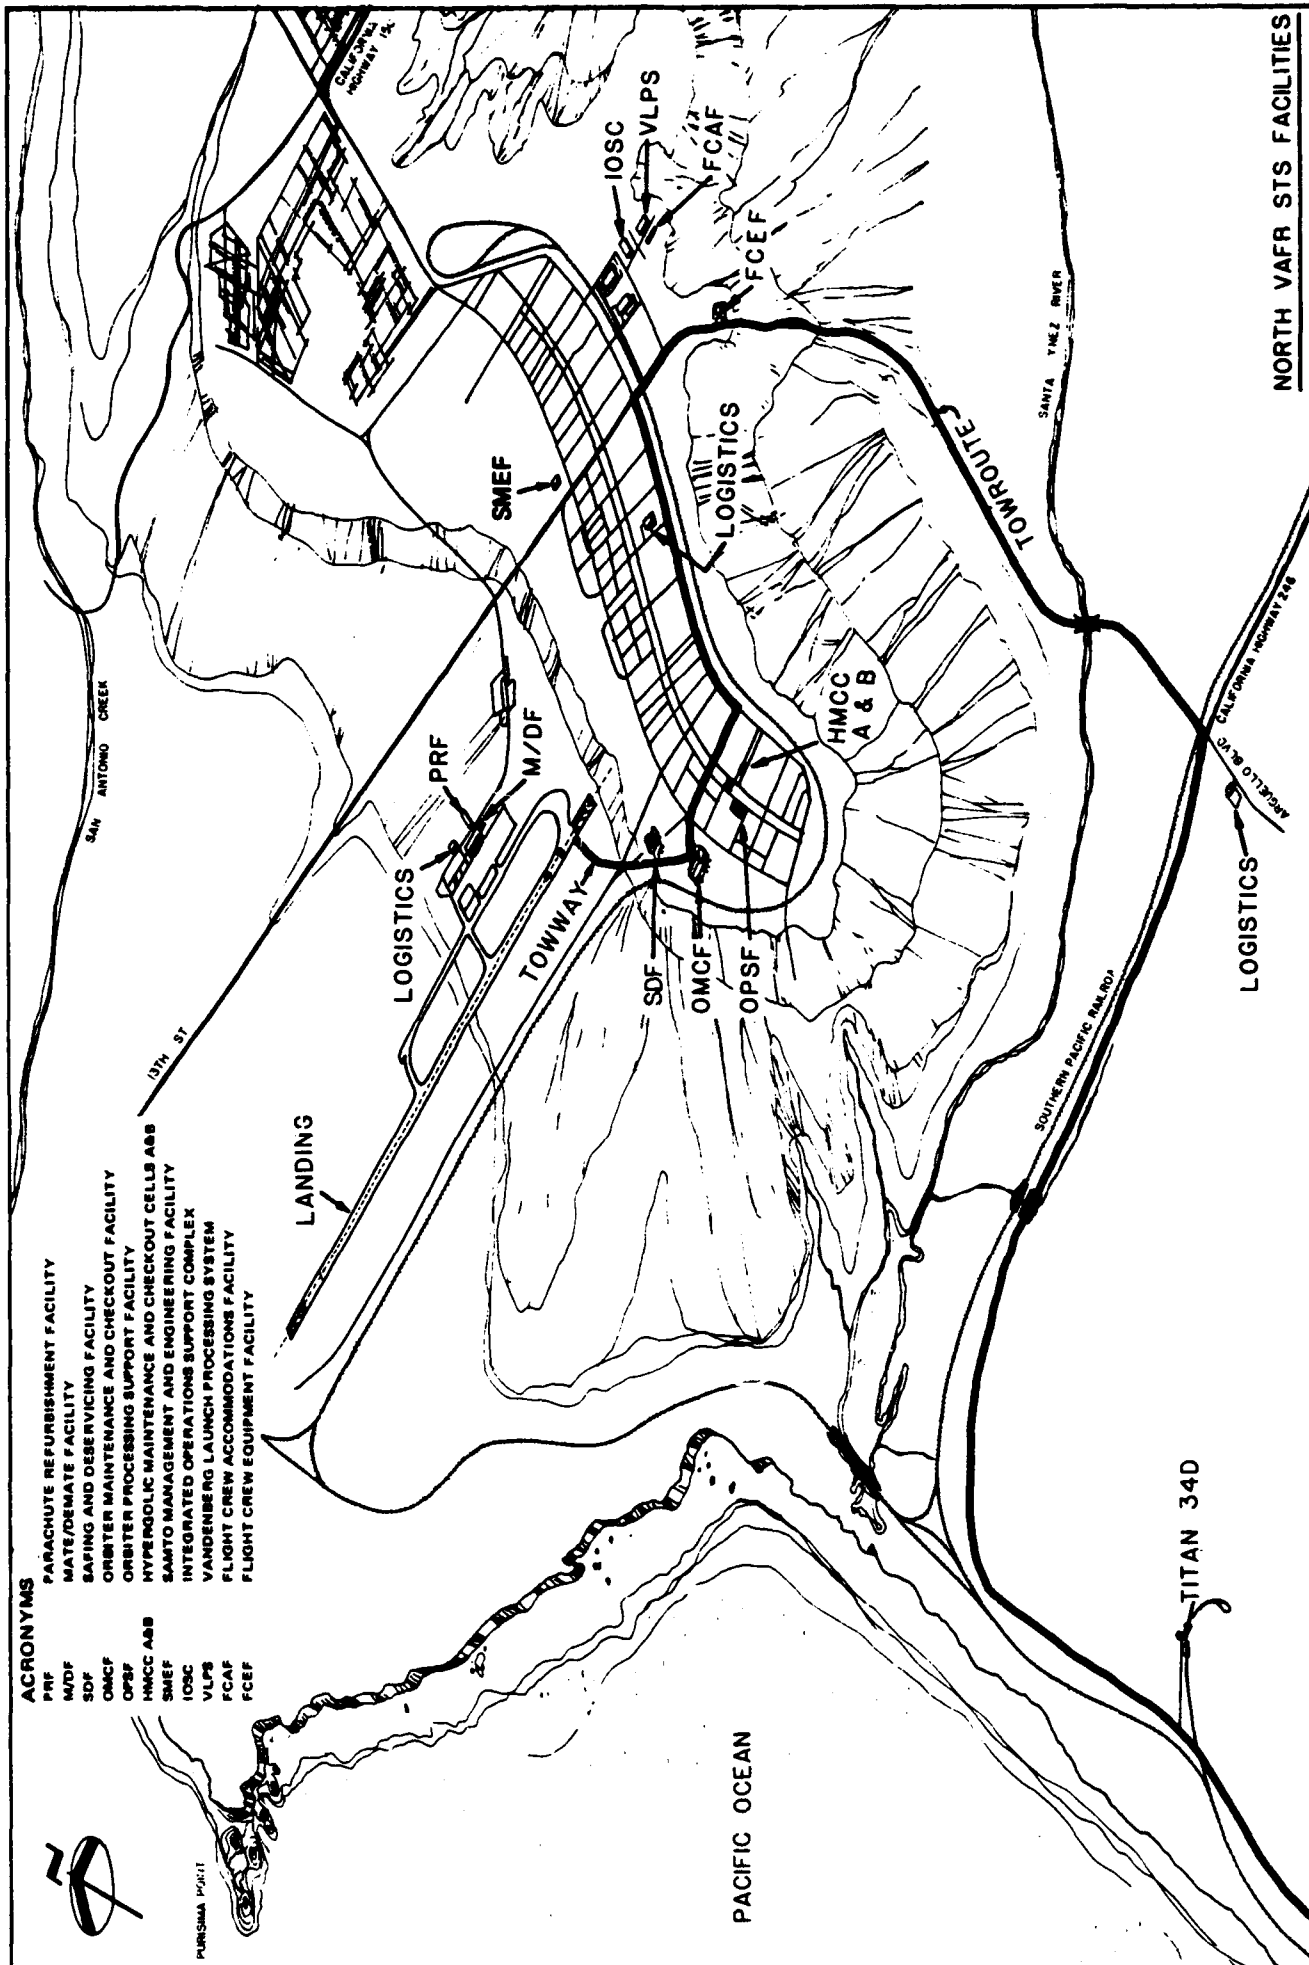 ACRONYMS
PRF PARACHUTE REFURBISHMENT FACILITY
M/DF MATE/DEMATE FACILITY
SDF SAFING AND DESERVICING FACILITY
OMCF ORBITER MAINTENANCE AND CHECKOUT FACILITY
OPSF ORBITER PROCESSING SUPPORT FACILITY
HMCC A&B HYPERGOLIC MAINTENANCE AND CHECKOUT CELLS A&B
SMEF SAMTO MANAGEMENT AND ENGINEERING FACILITY
IOSC INTEGRATED OPERATIONS SUPPORT COMPLEX
VLPS VANDENBERG LAUNCH PROCESSING SYSTEM
FCAF FLIGHT CREW ACCOMMODATIONS FACILITY
FCEF FLIGHT CREW EQUIPMENT FACILITY
N
PURISIMA POINT
SAN ANTONIO CREEK
13TH ST
CALIFORNIA
HIGHWAY
LANDING
LOGISTICS
PRF
M/DF
SMEF
IOSC
VLPS
FCAF
FCEF
TOWWAY
LOGISTICS
SDF
OMCF
OPSF
HMCC
A & B
TOWROUTE
SANTA YNEZ RIVER
PACIFIC OCEAN
SOUTHERN PACIFIC RAILROA
CALIFORNIA HIGHWAY 246
ARGUELLO BLVD
LOGISTICS
TITAN 34D
NORTH VAFR STS FACILITIES